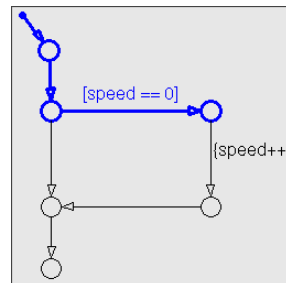 [speed == 0]
{speed++